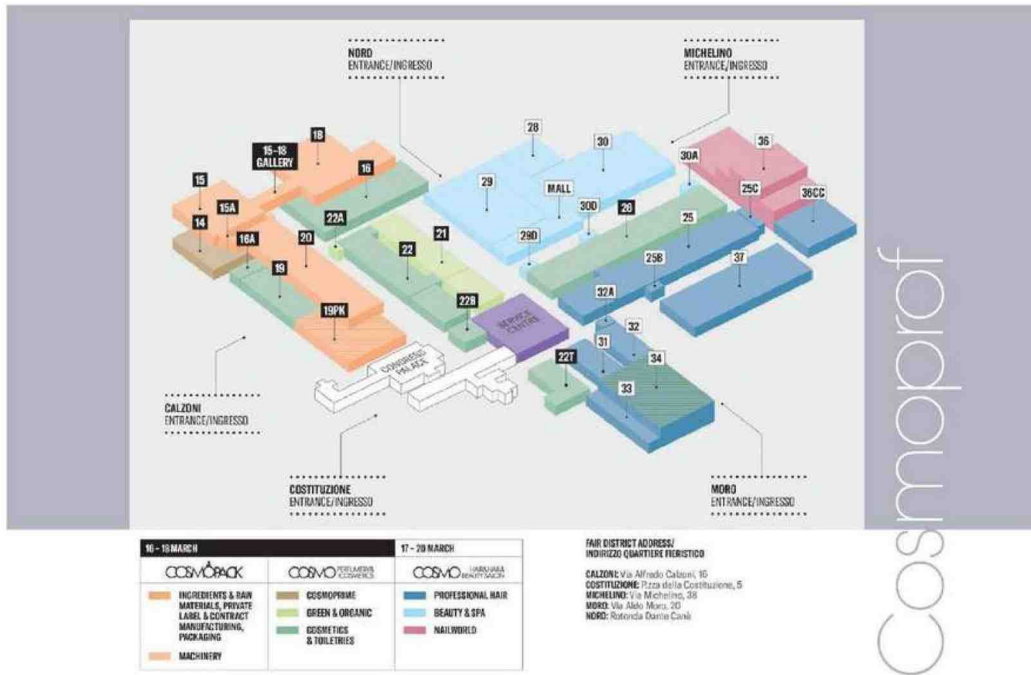 NORD
ENTRANCE/INGRESSO
MICHELINO
ENTRANCE/INGRESSO
28
30
18
15-18
GALLERY
16
36
30A
15
29
MALL
25C
36CC
15A
22A
30D
26
25
14
16A
20
21
29D
22
25B
37
19
32A
22B
SERVICE
CENTRE
19PK
32
31
34
22T
CONGRESS
PALACE
33
CALZONI
ENTRANCE/INGRESSO
COSTITUZIONE
ENTRANCE/INGRESSO
MORO
ENTRANCE/INGRESSO
Cosmoprof
16 – 18 MARCH
17 – 20 MARCH
COSMOPACK
COSMO PERFUMERY & COSMETICS
COSMO HAIR NAIL & BEAUTY SALON
INGREDIENTS & RAW
MATERIALS, PRIVATE
LABEL & CONTRACT
MANUFACTURING,
PACKAGING
MACHINERY
COSMOPRIME
GREEN & ORGANIC
COSMETICS
& TOILETRIES
PROFESSIONAL HAIR
BEAUTY & SPA
NAILWORLD
FAIR DISTRICT ADDRESS/
INDIRIZZO QUARTIERE FIERISTICO
CALZONI: Via Alfredo Calzoni, 16
COSTITUZIONE: P.zza della Costituzione, 5
MICHELINO: Via Michelino, 38
MORO: Via Aldo Moro, 20
NORD: Rotonda Dante Canè